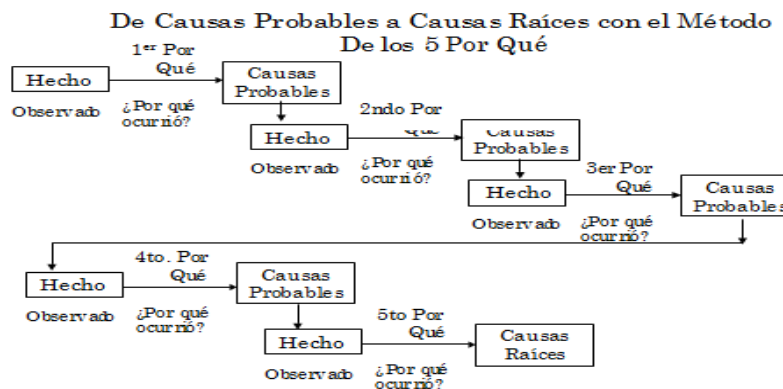 De Causas Probables a Causas Raíces con el Método
De los 5 Por Qué
1er Por
Qué
Hecho
Observado
¿Por qué
ocurrió?
Causas
Probables
2ndo Por
Qué
Hecho
Observado
¿Por qué
ocurrió?
Causas
Probables
3er Por
Qué
Hecho
Observado
¿Por qué
ocurrió?
Causas
Probables
4to. Por
Qué
Hecho
Observado
¿Por qué
ocurrió?
Causas
Probables
5to Por
Qué
Hecho
Observado
¿Por qué
ocurrió?
Causas
Raíces